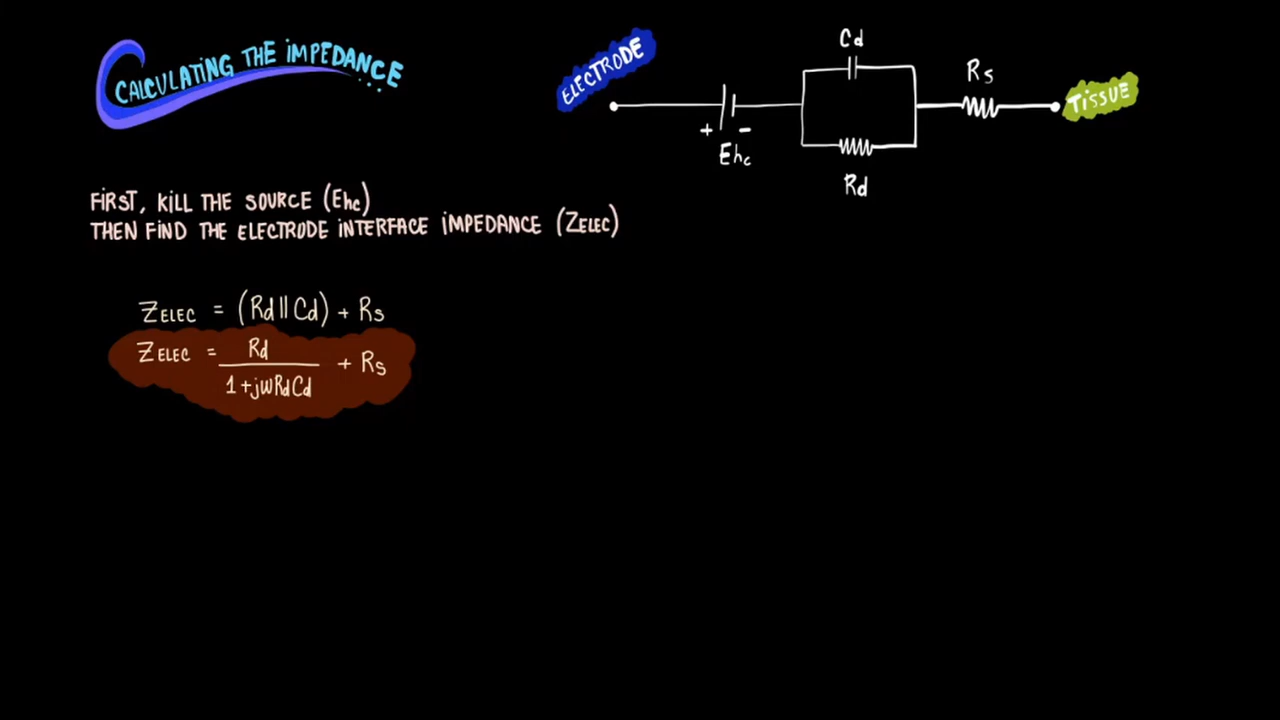 CALCULATING THE IMPEDANCE...
ELECTRODE
Cd
Rs
TISSUE
+ -
Ehc
Rd
FIRST, KILL THE SOURCE (Ehc)
THEN FIND THE ELECTRODE INTERFACE IMPEDANCE (ZELEC)
ZELEC = (Rd||Cd) + Rs
ZELEC = Rd / 1+jωRdCd + Rs